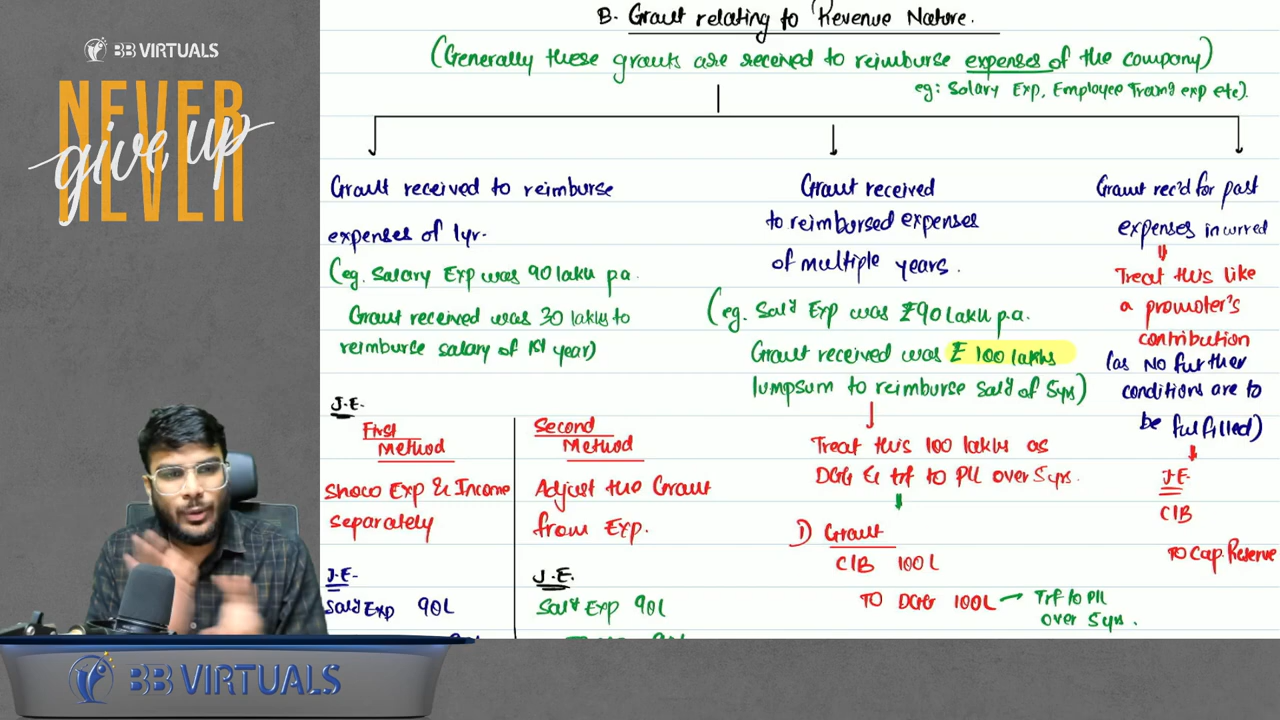 BB VIRTUALS
NEVER
give up
NEVER
B. Grant relating to Revenue Nature.
(Generally these grants are received to reimburse expenses of the company)
eg: Salary Exp, Employee Traing exp etc).
Grant received to reimburse
expenses of 1yr.
(eg. Salary Exp was 90 lakh p.a.
Grant received was 30 lakhs to
reimburse salary of 1st year)
J.E.
First
Method
Show Exp & Income
separately
J.E.
Saly Exp 90L
Second
Method
Adjust the Grant
from Exp.
J.E.
Saly Exp 90L
Grant received
to reimbursed expenses
of multiple years.
(eg. Saly Exp was ₹90 lakh p.a.
Grant received was ₹ 100 lakhs
lumpsum to reimburse saly of 5yrs)
Treat this 100 lakhs as
DGG & trf to P/L over 5yrs.
1) Grant
C/B 100L
TO DGG 100L → Trf to P/L
over 5yrs.
Grant rec'd for past
expenses incurred
Treat this like
a promoter's
contribution
(as No further
conditions are to
be fulfilled)
J.E.
C/B
TO Cap. Reserve
BB VIRTUALS